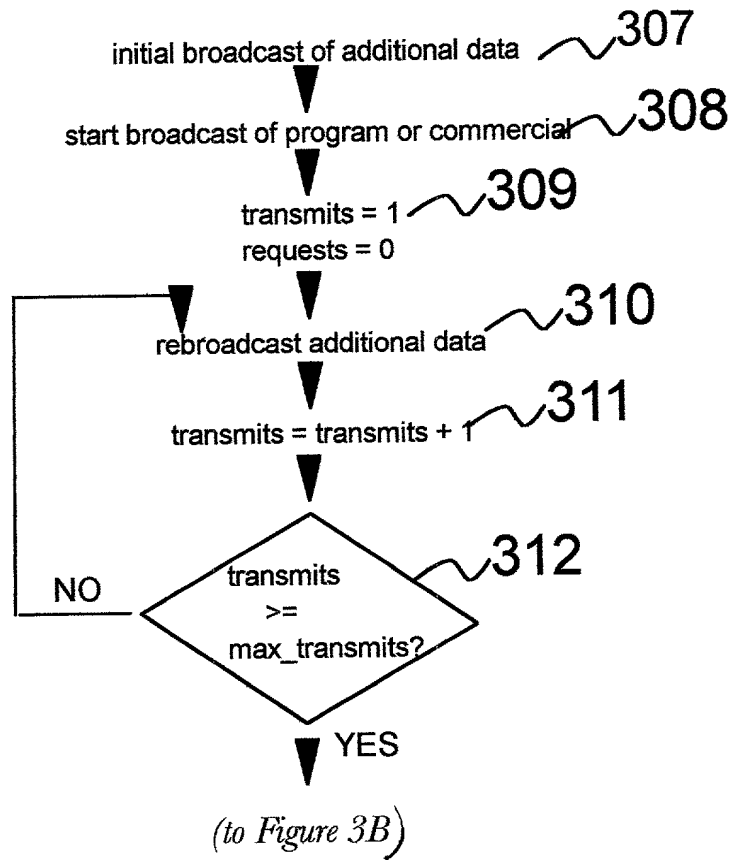 initial broadcast of additional data 307
start broadcast of program or commercial 308
transmits = 1 309
requests = 0
rebroadcast additional data 310
transmits = transmits + 1 311
312
transmits
>=
max_transmits?
NO
YES
(to Figure 3B)